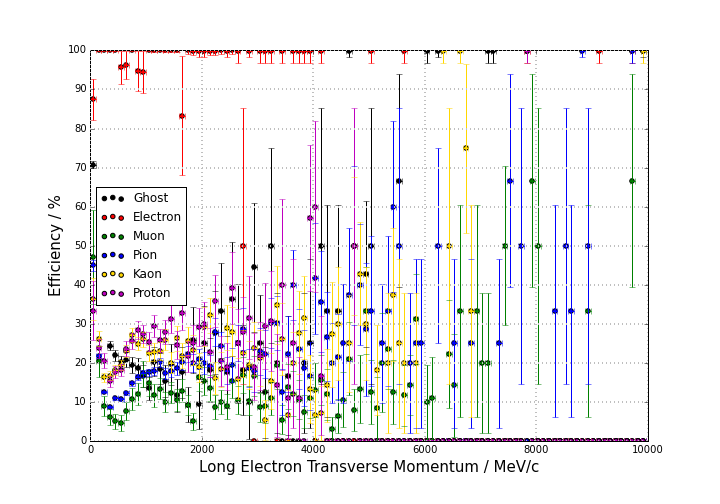 100
90
80
70
60
50
40
30
20
10
0
Efficiency / %
Ghost
Electron
Muon
Pion
Kaon
Proton
0 2000 4000 6000 8000 10000
Long Electron Transverse Momentum / MeV/c